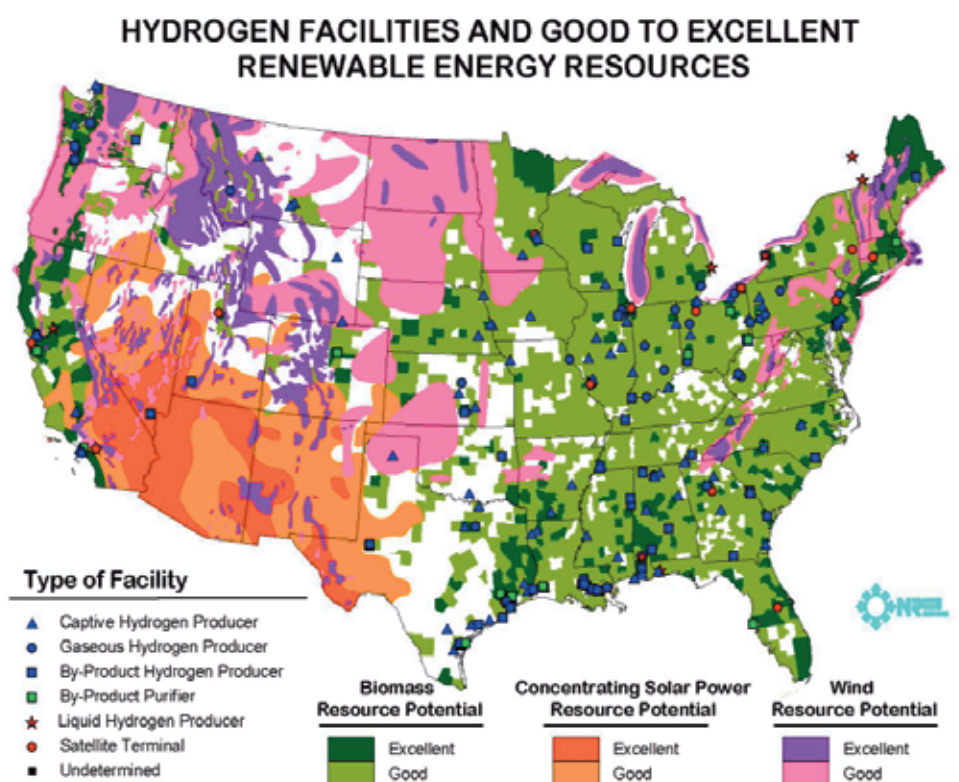 HYDROGEN FACILITIES AND GOOD TO EXCELLENT
RENEWABLE ENERGY RESOURCES
NREL
Type of Facility
Captive Hydrogen Producer
Gaseous Hydrogen Producer
By-Product Hydrogen Producer
By-Product Purifier
Liquid Hydrogen Producer
Satellite Terminal
Undetermined
Biomass
Resource Potential
Excellent
Good
Concentrating Solar Power
Resource Potential
Excellent
Good
Wind
Resource Potential
Excellent
Good